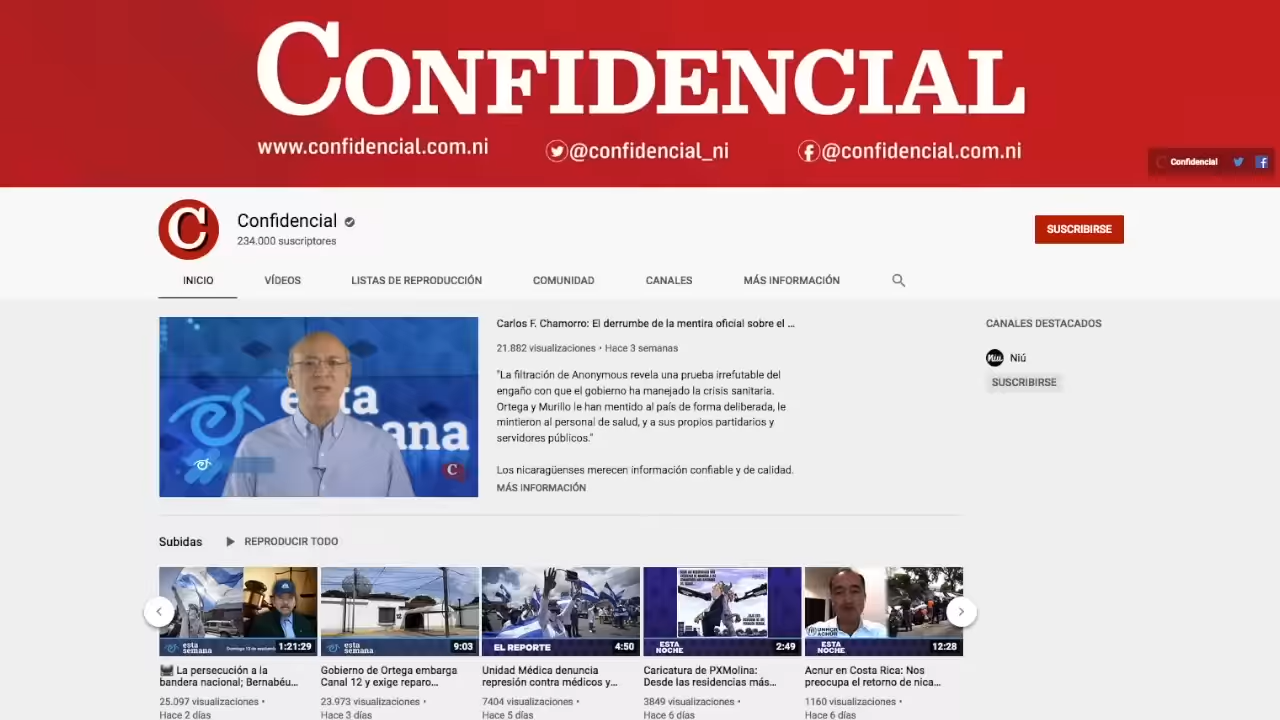 CONFIDENCIAL
www.confidencial.com.ni
@confidencial_ni
@confidencial.com.ni
Confidencial
C
Confidencial
234.000 suscriptores
SUSCRIBIRSE
INICIO
VÍDEOS
LISTAS DE REPRODUCCIÓN
COMUNIDAD
CANALES
MÁS INFORMACIÓN
esta
semana
C
Carlos F. Chamorro: El derrumbe de la mentira oficial sobre el ...
21.882 visualizaciones • Hace 3 semanas
"La filtración de Anonymous revela una prueba irrefutable del
engaño con que el gobierno ha manejado la crisis sanitaria.
Ortega y Murillo le han mentido al país de forma deliberada, le
mintieron al personal de salud, y a sus propios partidarios y
servidores públicos."
Los nicaragüenses merecen información confiable y de calidad.
MÁS INFORMACIÓN
CANALES DESTACADOS
Niú
Niú
SUSCRIBIRSE
Subidas
REPRODUCIR TODO
esta
semana
1:21:29
esta
semana
9:03
EL REPORTE
4:50
ESTA
NOCHE
2:49
ACNUR
ESTA
NOCHE
12:28
La persecución a la
bandera nacional; Bernabéu...
25.097 visualizaciones •
Hace 2 días
Gobierno de Ortega embarga
Canal 12 y exige reparo...
23.973 visualizaciones •
Hace 3 días
Unidad Médica denuncia
represión contra médicos y...
7404 visualizaciones •
Hace 5 días
Caricatura de PXMolina:
Desde las residencias más...
3849 visualizaciones •
Hace 6 días
Acnur en Costa Rica: Nos
preocupa el retorno de nica...
1160 visualizaciones •
Hace 6 días